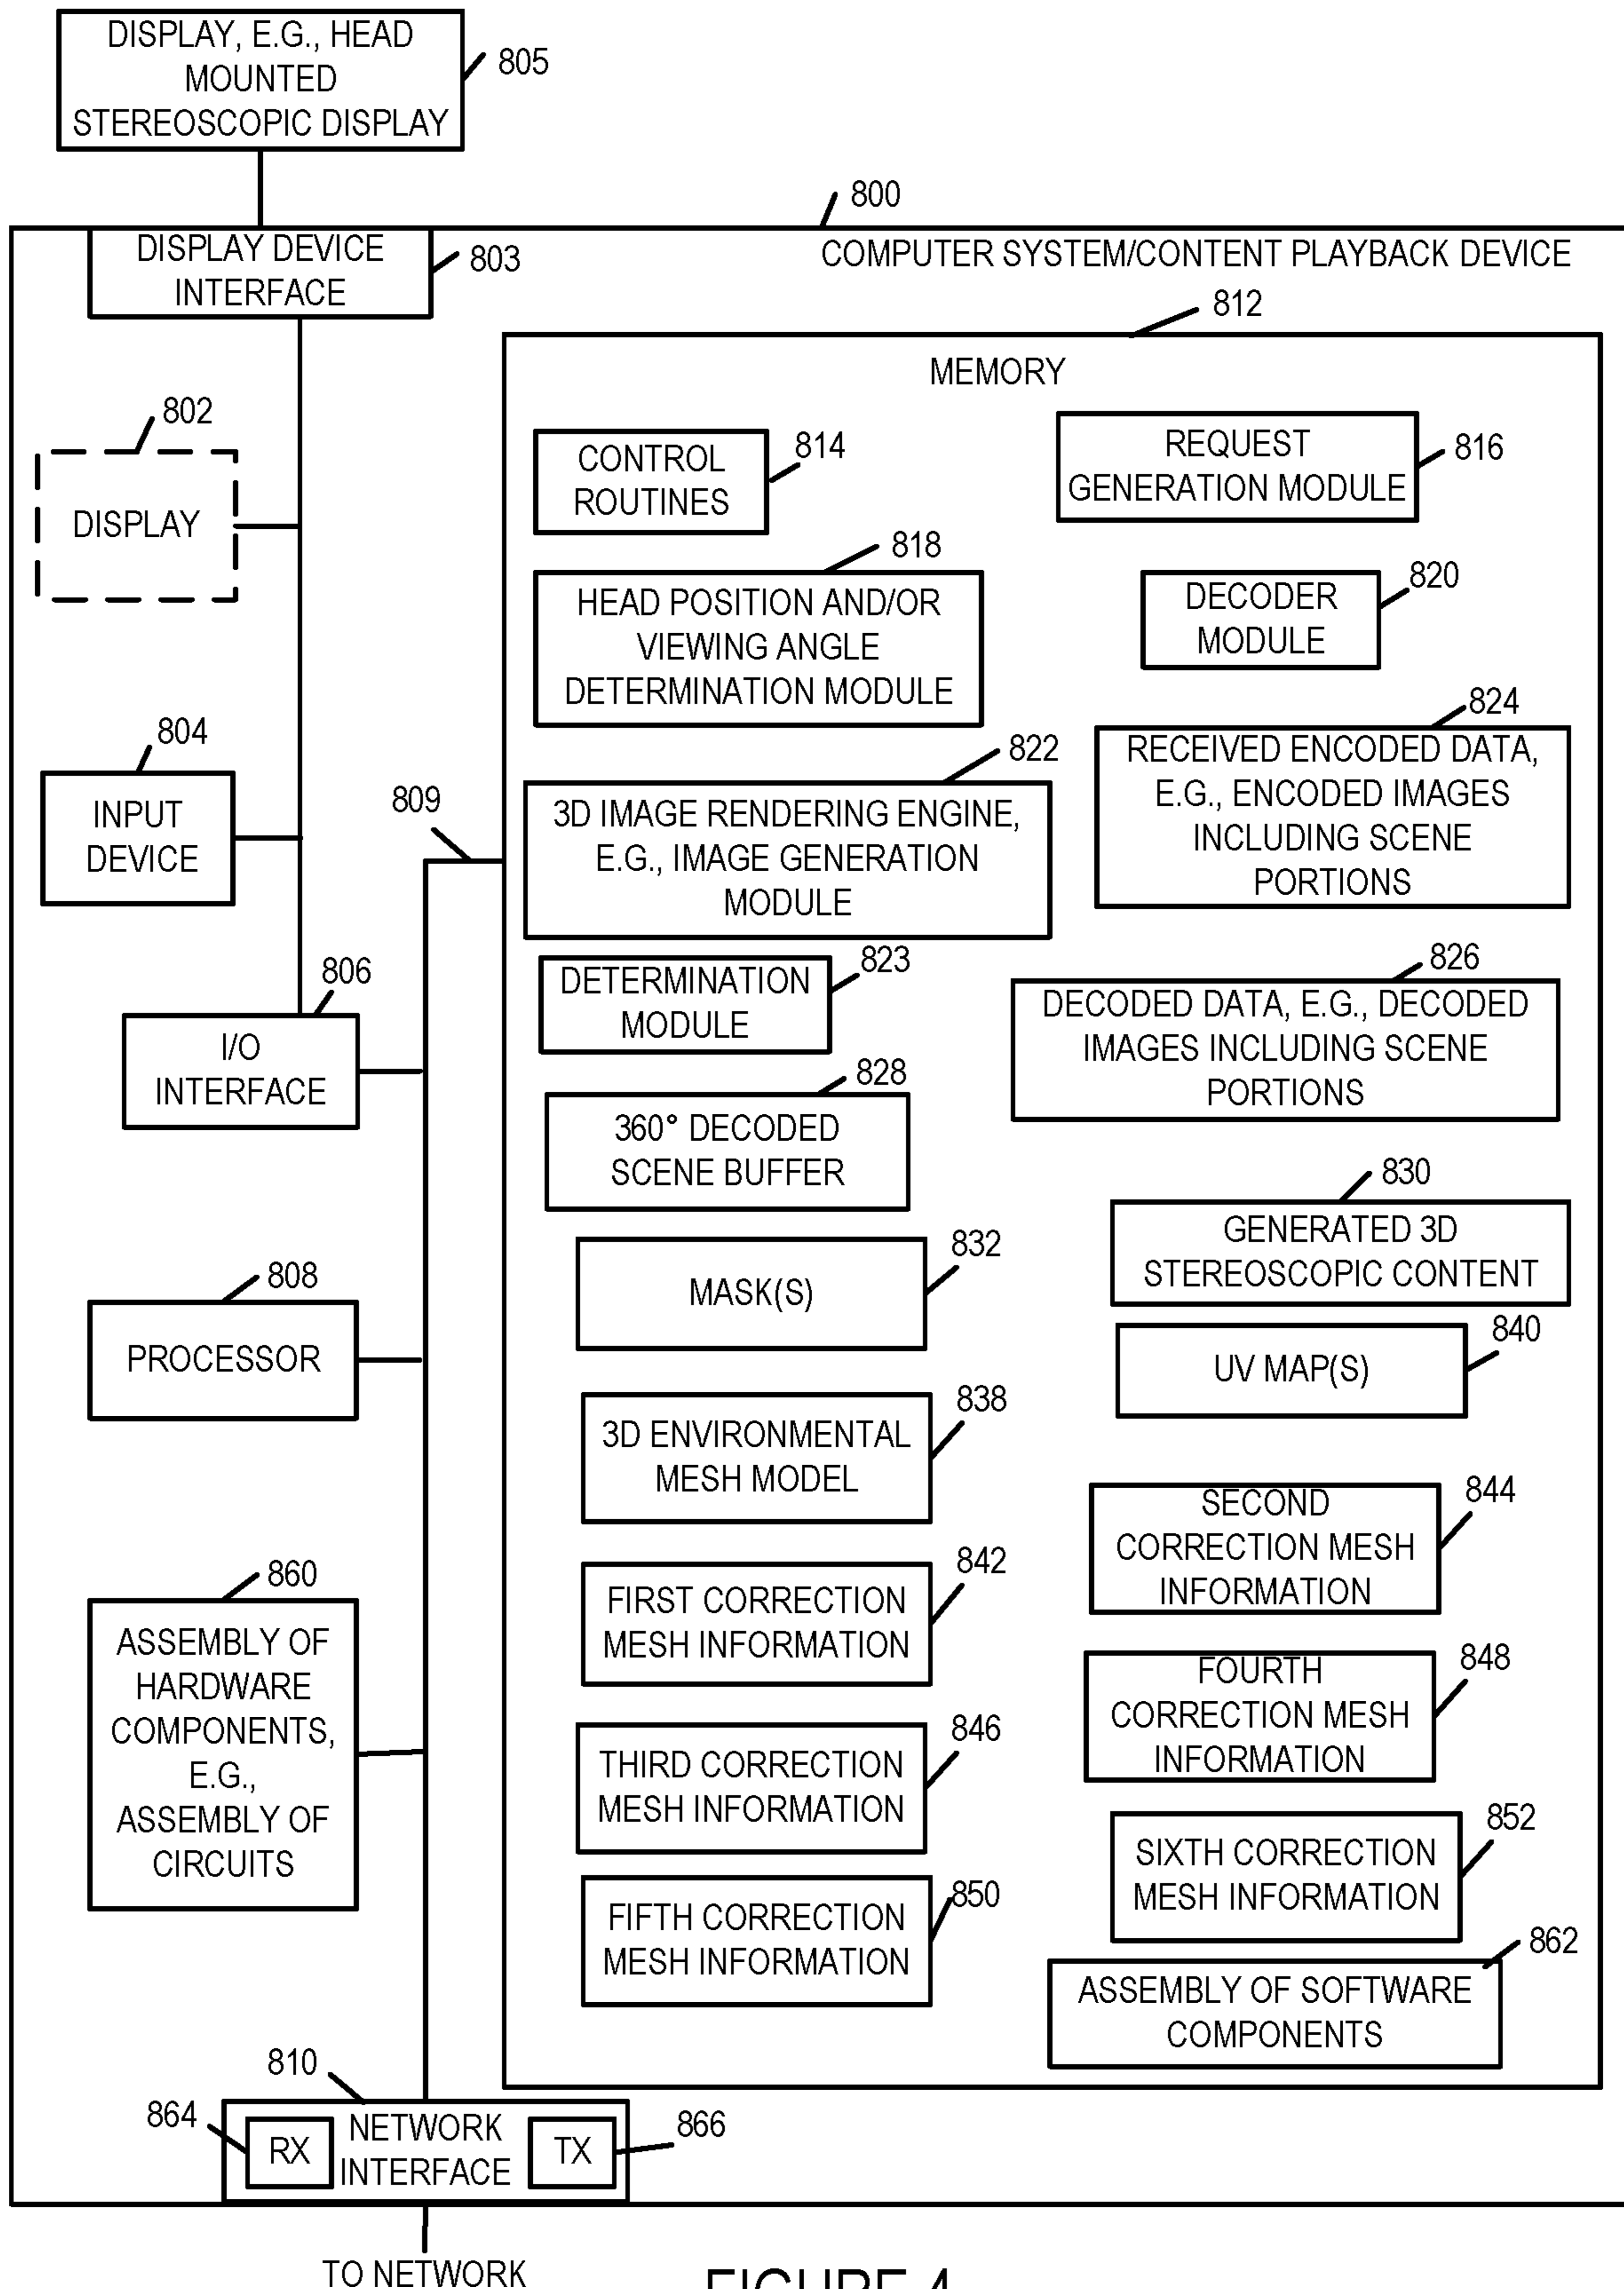 DISPLAY, E.G., HEAD
MOUNTED
STEREOSCOPIC DISPLAY
805
800
DISPLAY DEVICE
INTERFACE
803
COMPUTER SYSTEM/CONTENT PLAYBACK DEVICE
812
MEMORY
802
DISPLAY
CONTROL
ROUTINES
814
REQUEST
GENERATION MODULE
816
818
HEAD POSITION AND/OR
VIEWING ANGLE
DETERMINATION MODULE
820
DECODER
MODULE
804
INPUT
DEVICE
809
822
3D IMAGE RENDERING ENGINE,
E.G., IMAGE GENERATION
MODULE
824
RECEIVED ENCODED DATA,
E.G., ENCODED IMAGES
INCLUDING SCENE
PORTIONS
806
I/O
INTERFACE
823
DETERMINATION
MODULE
826
DECODED DATA, E.G., DECODED
IMAGES INCLUDING SCENE
PORTIONS
828
360° DECODED
SCENE BUFFER
830
GENERATED 3D
STEREOSCOPIC CONTENT
808
PROCESSOR
832
MASK(S)
840
UV MAP(S)
838
3D ENVIRONMENTAL
MESH MODEL
844
SECOND
CORRECTION MESH
INFORMATION
860
ASSEMBLY OF
HARDWARE
COMPONENTS,
E.G.,
ASSEMBLY OF
CIRCUITS
842
FIRST CORRECTION
MESH INFORMATION
848
FOURTH
CORRECTION MESH
INFORMATION
846
THIRD CORRECTION
MESH INFORMATION
852
SIXTH CORRECTION
MESH INFORMATION
850
FIFTH CORRECTION
MESH INFORMATION
862
ASSEMBLY OF SOFTWARE
COMPONENTS
810
864
RX
NETWORK
INTERFACE
TX
866
TO NETWORK
FIGURE 4